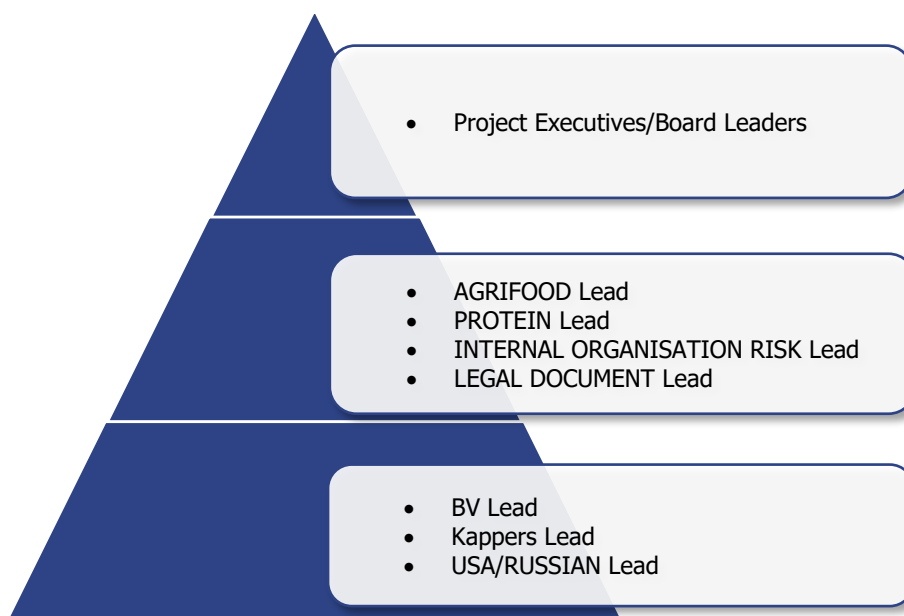 • Project Executives/Board Leaders
• AGRIFOOD Lead
• PROTEIN Lead
• INTERNAL ORGANISATION RISK Lead
• LEGAL DOCUMENT Lead
• BV Lead
• Kappers Lead
• USA/RUSSIAN Lead